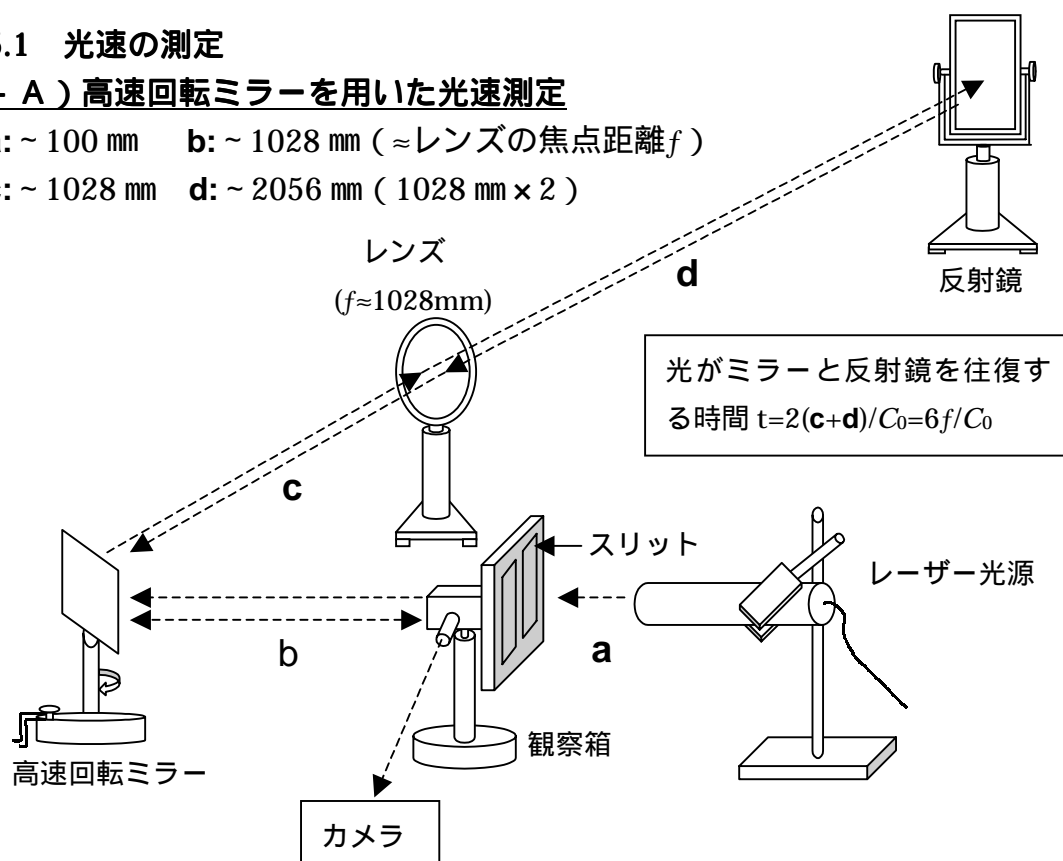 5.1 光速の測定
- A ) 高速回転ミラーを用いた光速測定
: ~ 100 mm b: ~ 1028 mm ( ≈レンズの焦点距離f )
: ~ 1028 mm d: ~ 2056 mm ( 1028 mm × 2 )
レンズ
(f≈1028mm)
d
反射鏡
光がミラーと反射鏡を往復す
る時間 t=2(c+d)/C0=6f/C0
c
スリット
レーザー光源
b
a
観察箱
高速回転ミラー
カメラ